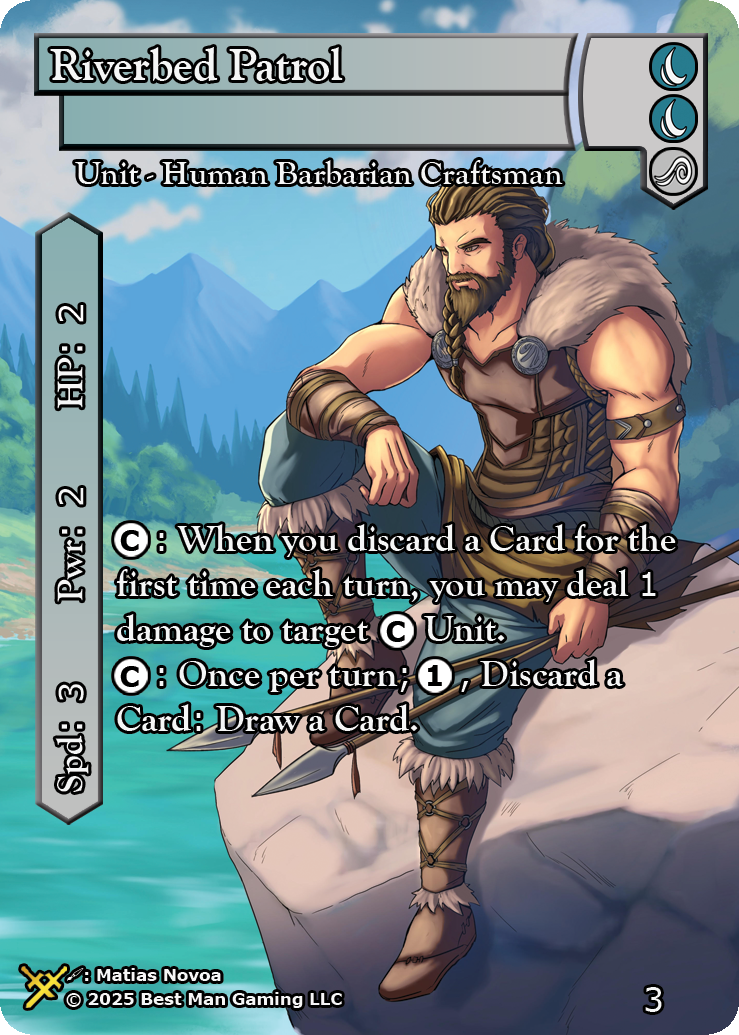 Riverbed Patrol
Unit - Human Barbarian Craftsman
HP: 2
Pwr: 2
Spd: 3
C: When you discard a Card for the
first time each turn, you may deal 1
damage to target C Unit.
C: Once per turn; 1, Discard a
Card: Draw a Card.
: Matias Novoa
© 2025 Best Man Gaming LLC
3